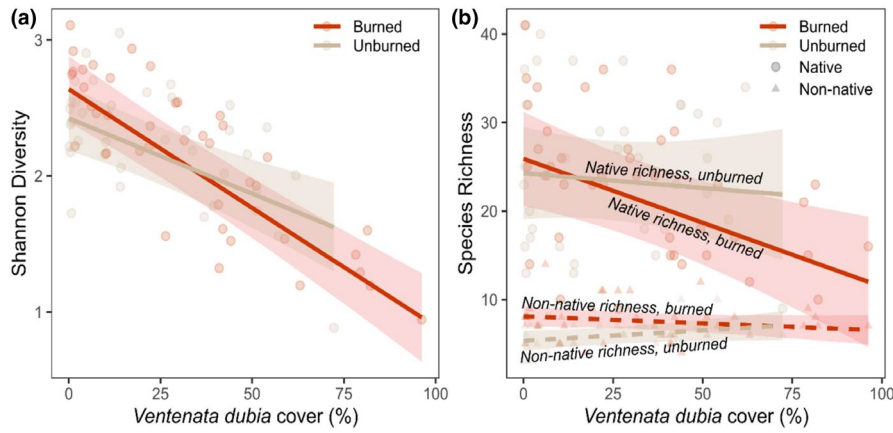 (a)
Burned
Unburned
3
2
1
Shannon Diversity
0
25
50
75
100
Ventenata dubia cover (%)
(b)
Burned
Unburned
Native
Non-native
40
30
20
10
Species Richness
Native richness, unburned
Native richness, burned
Non-native richness, burned
Non-native richness, unburned
0
25
50
75
100
Ventenata dubia cover (%)